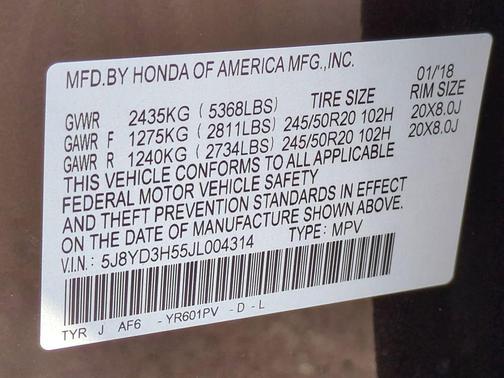 MFD.BY HONDA OF AMERICA MFG.,INC. 01/'18
TIRE SIZE RIM SIZE
GVWR 2435KG ( 5368LBS)
GAWR F 1275KG ( 2811LBS) 245/50R20 102H 20X8.0J
GAWR R 1240KG ( 2734LBS) 245/50R20 102H 20X8.0J
THIS VEHICLE CONFORMS TO ALL APPLICABLE
FEDERAL MOTOR VEHICLE SAFETY
AND THEFT PREVENTION STANDARDS IN EFFECT
ON THE DATE OF MANUFACTURE SHOWN ABOVE.
V.I.N: 5J8YD3H55JL004314 TYPE: MPV
TYR J AF6 -YR601PV -D-L